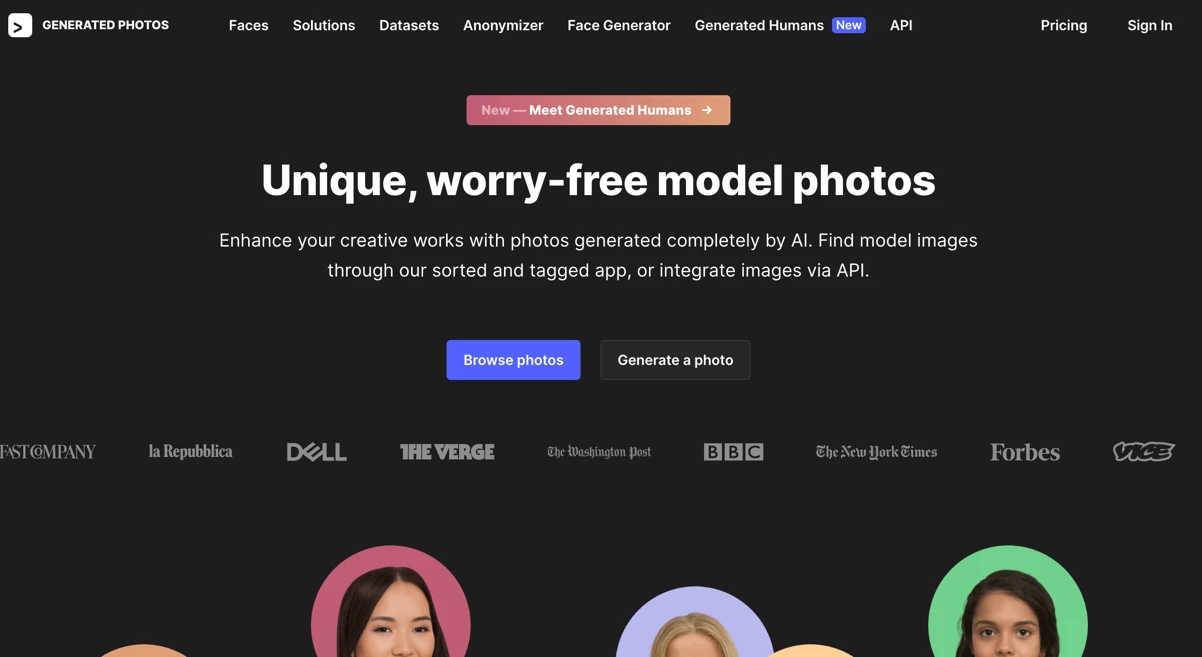 GENERATED PHOTOS
Faces
Solutions
Datasets
Anonymizer
Face Generator
Generated Humans New
API
Pricing
Sign In
New — Meet Generated Humans →
Unique, worry-free model photos
Enhance your creative works with photos generated completely by AI. Find model images
through our sorted and tagged app, or integrate images via API.
Browse photos
Generate a photo
FAST COMPANY
la Repubblica
DELL
THE VERGE
The Washington Post
BBC
The New York Times
Forbes
VICE